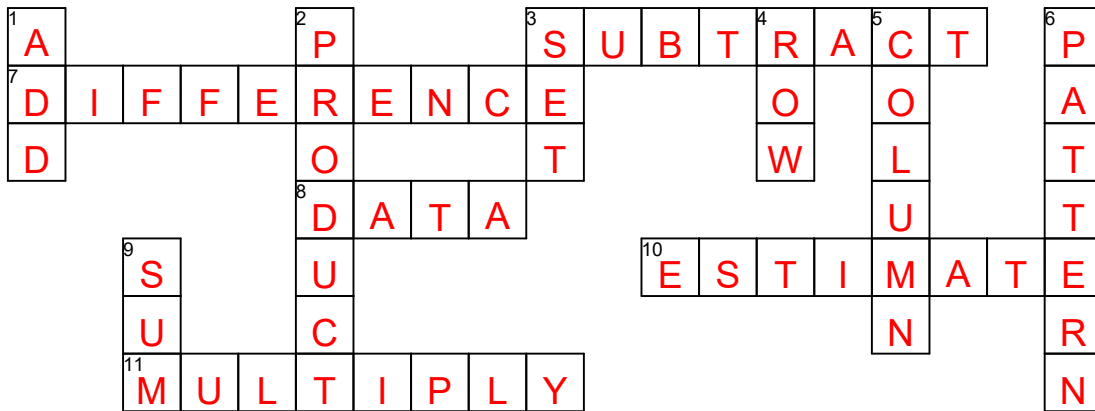 1 2 3 4 5 6
A P S U B T R A C T P
7
D I F F E R E N C E O O A
D O T W L T
8
D A T A U T
9 10
S U E S T I M A T E
U C N R
11
M U L T I P L Y N